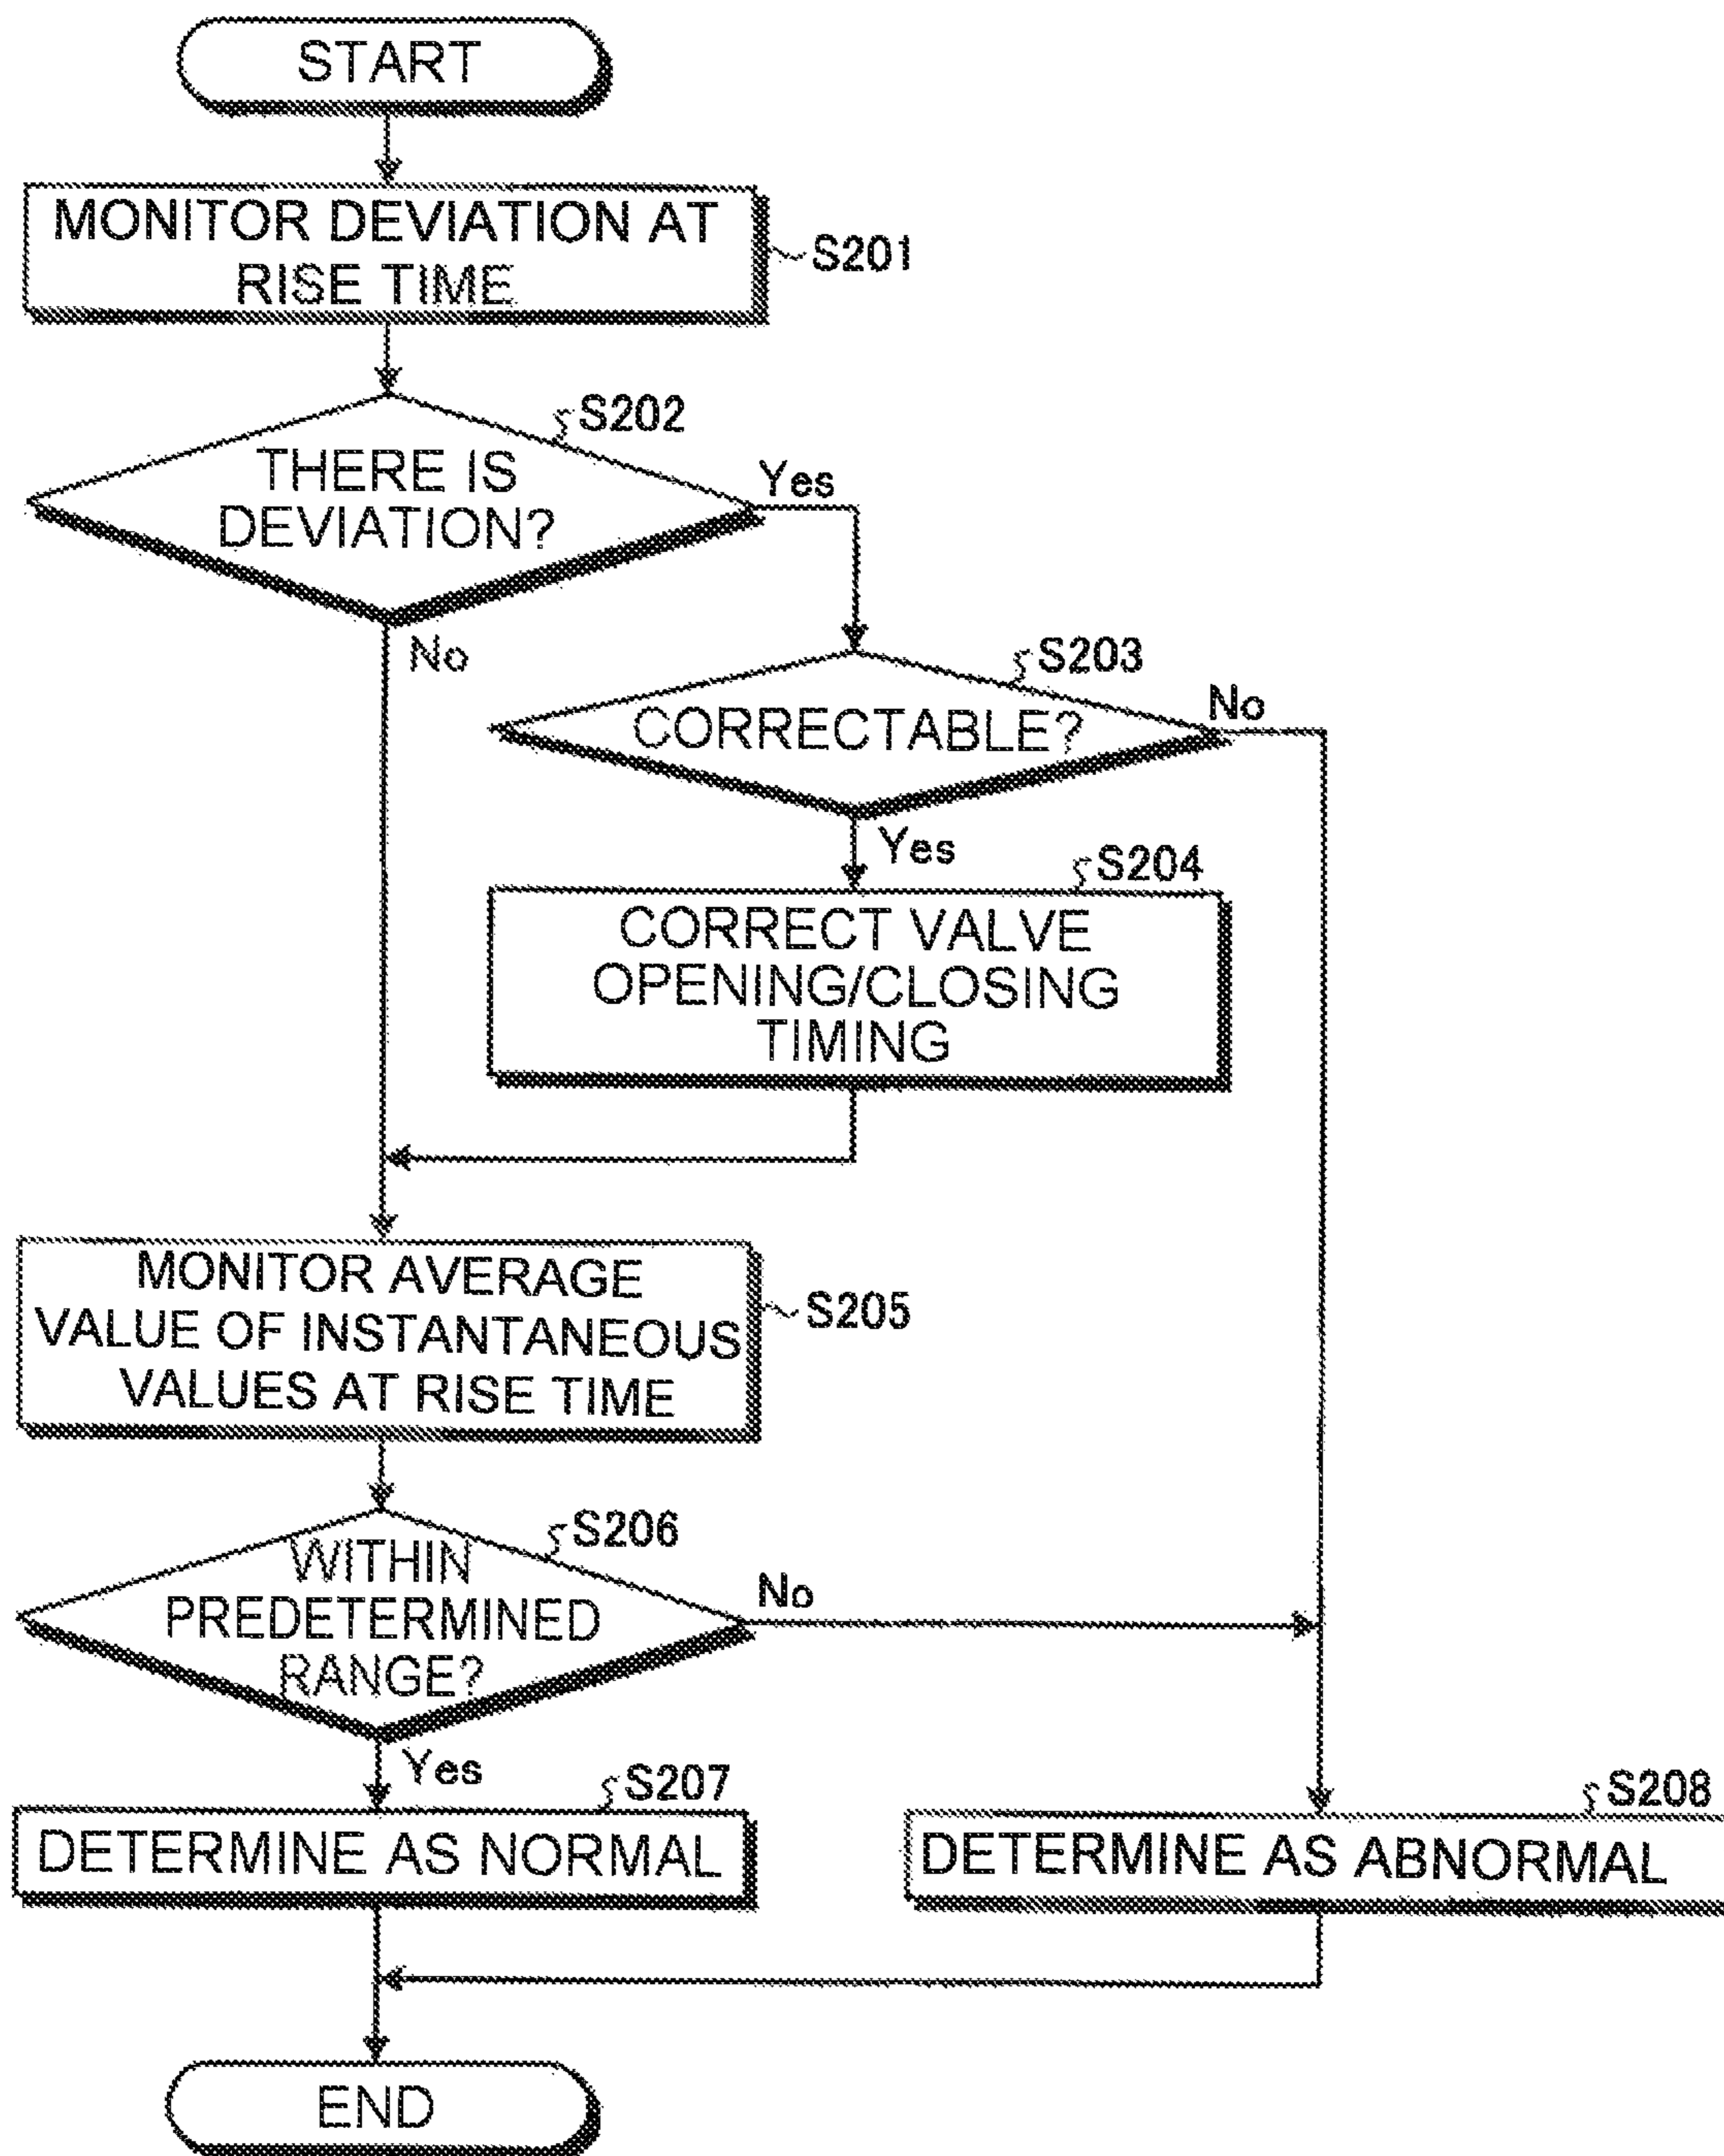 START
MONITOR DEVIATION AT
RISE TIME
S201
S202
THERE IS
DEVIATION?
Yes
No
S203
CORRECTABLE?
No
Yes
S204
CORRECT VALVE
OPENING/CLOSING
TIMING
MONITOR AVERAGE
VALUE OF INSTANTANEOUS
VALUES AT RISE TIME
S205
S206
WITHIN
PREDETERMINED
RANGE?
No
Yes
S207
DETERMINE AS NORMAL
S208
DETERMINE AS ABNORMAL
END